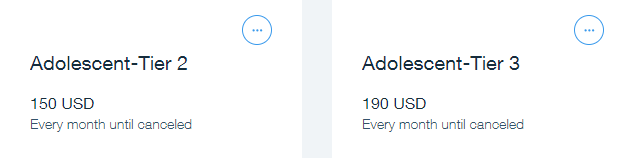 Adolescent-Tier 2
150 USD
Every month until canceled
Adolescent-Tier 3
190 USD
Every month until canceled